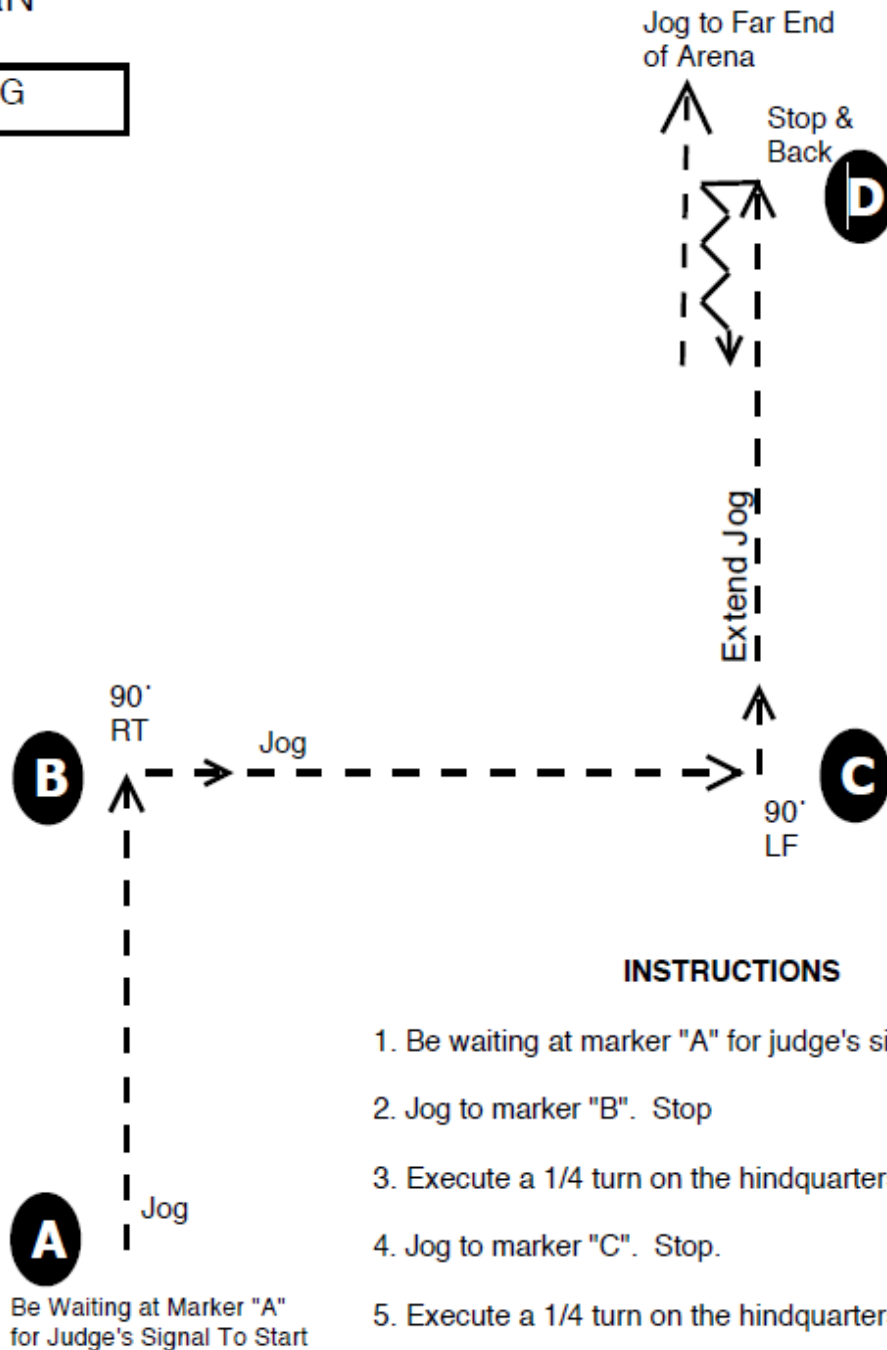 G
Jog to Far End
of Arena
Stop &
Back
D
Extend Jog
90˚
RT
Jog
B
C
90˚
LF
INSTRUCTIONS
1. Be waiting at marker "A" for judge's
2. Jog to marker "B".  Stop
3. Execute a 1/4 turn on the
4. Jog to marker "C".  Stop.
5. Execute a 1/4 turn on the
Jog
A
Be Waiting at Marker "A"
for Judge's Signal To Start